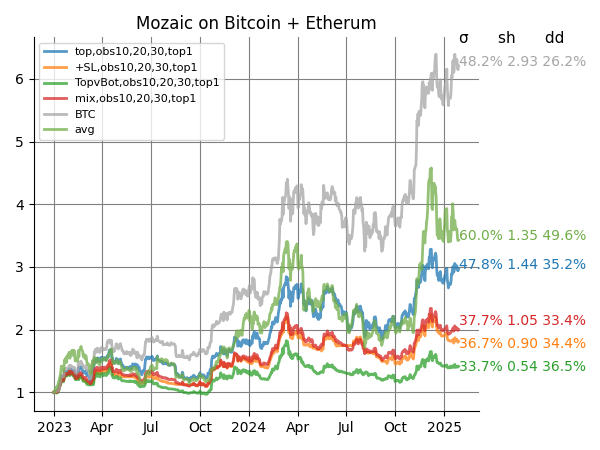 Mozaic on Bitcoin + Etherum
σ sh dd
top,obs10,20,30,top1
+SL,obs10,20,30,top1
TopvBot,obs10,20,30,top1
mix,obs10,20,30,top1
BTC
avg
48.2% 2.93 26.2%
60.0% 1.35 49.6%
47.8% 1.44 35.2%
37.7% 1.05 33.4%
36.7% 0.90 34.4%
33.7% 0.54 36.5%
6
5
4
3
2
1
2023 Apr Jul Oct 2024 Apr Jul Oct 2025